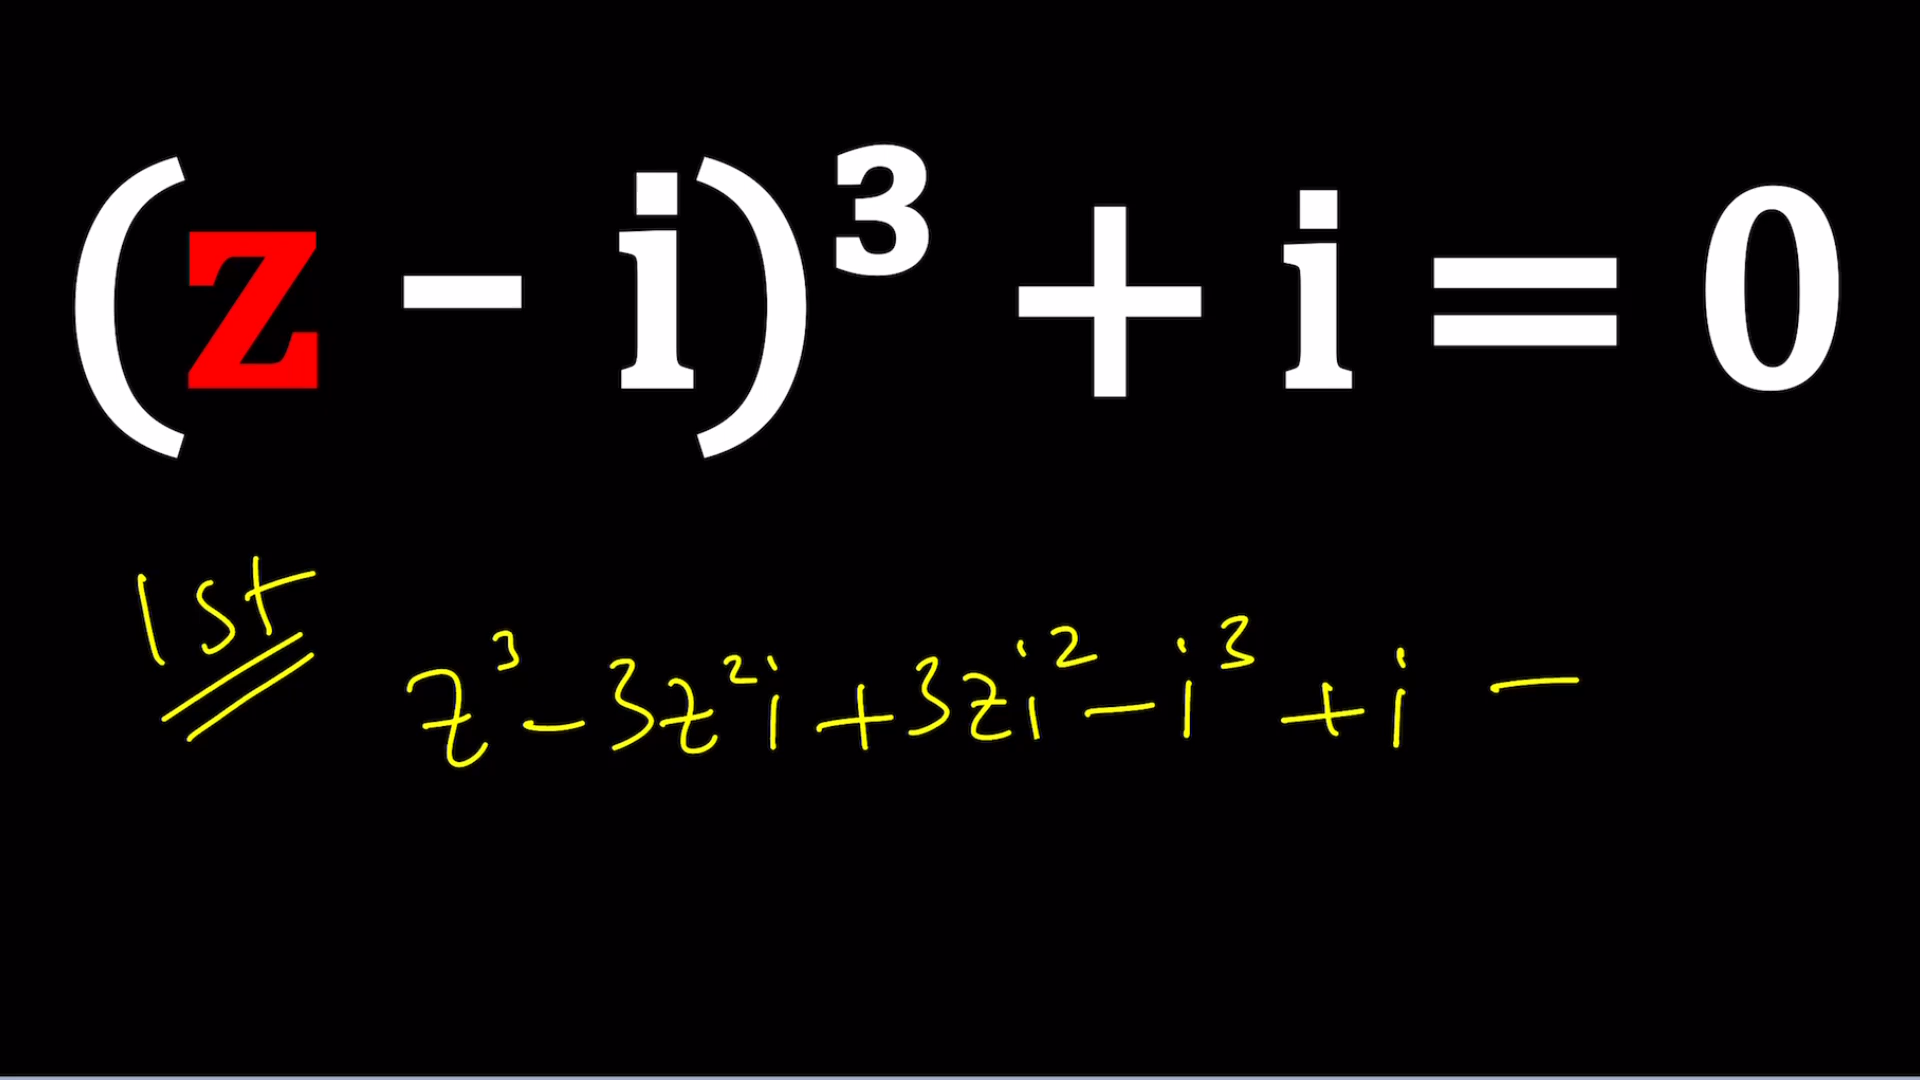 (z − i)³ + i = 0
1st
z³ − 3z²i + 3zi² − i³ + i −